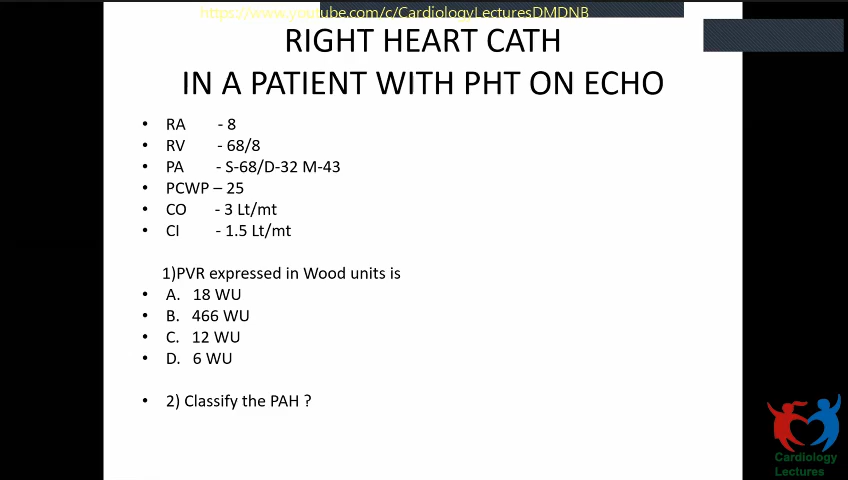 https://www.youtube.com/c/CardiologyLecturesDMDNB
RIGHT HEART CATH
IN A PATIENT WITH PHT ON ECHO
• RA - 8
• RV - 68/8
• PA - S-68/D-32 M-43
• PCWP – 25
• CO - 3 Lt/mt
• CI - 1.5 Lt/mt
1)PVR expressed in Wood units is
• A. 18 WU
• B. 466 WU
• C. 12 WU
• D. 6 WU
• 2) Classify the PAH ?
Cardiology
Lectures